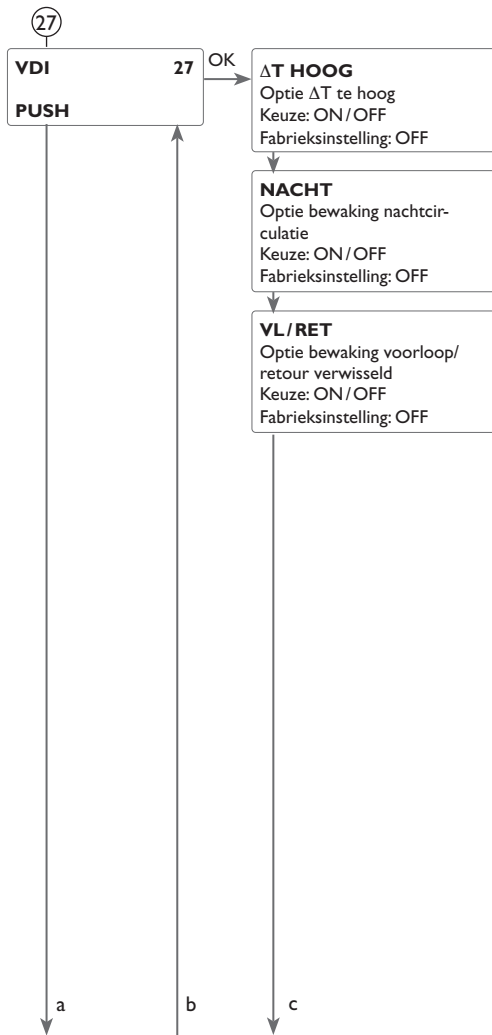 27
VDI 27
PUSH
OK
ΔT HOOG
Optie ΔT te hoog
Keuze: ON / OFF
Fabrieksinstelling: OFF
NACHT
Optie bewaking nachtcir-
culatie
Keuze: ON / OFF
Fabrieksinstelling: OFF
VL / RET
Optie bewaking voorloop/
retour verwisseld
Keuze: ON / OFF
Fabrieksinstelling: OFF
a b c